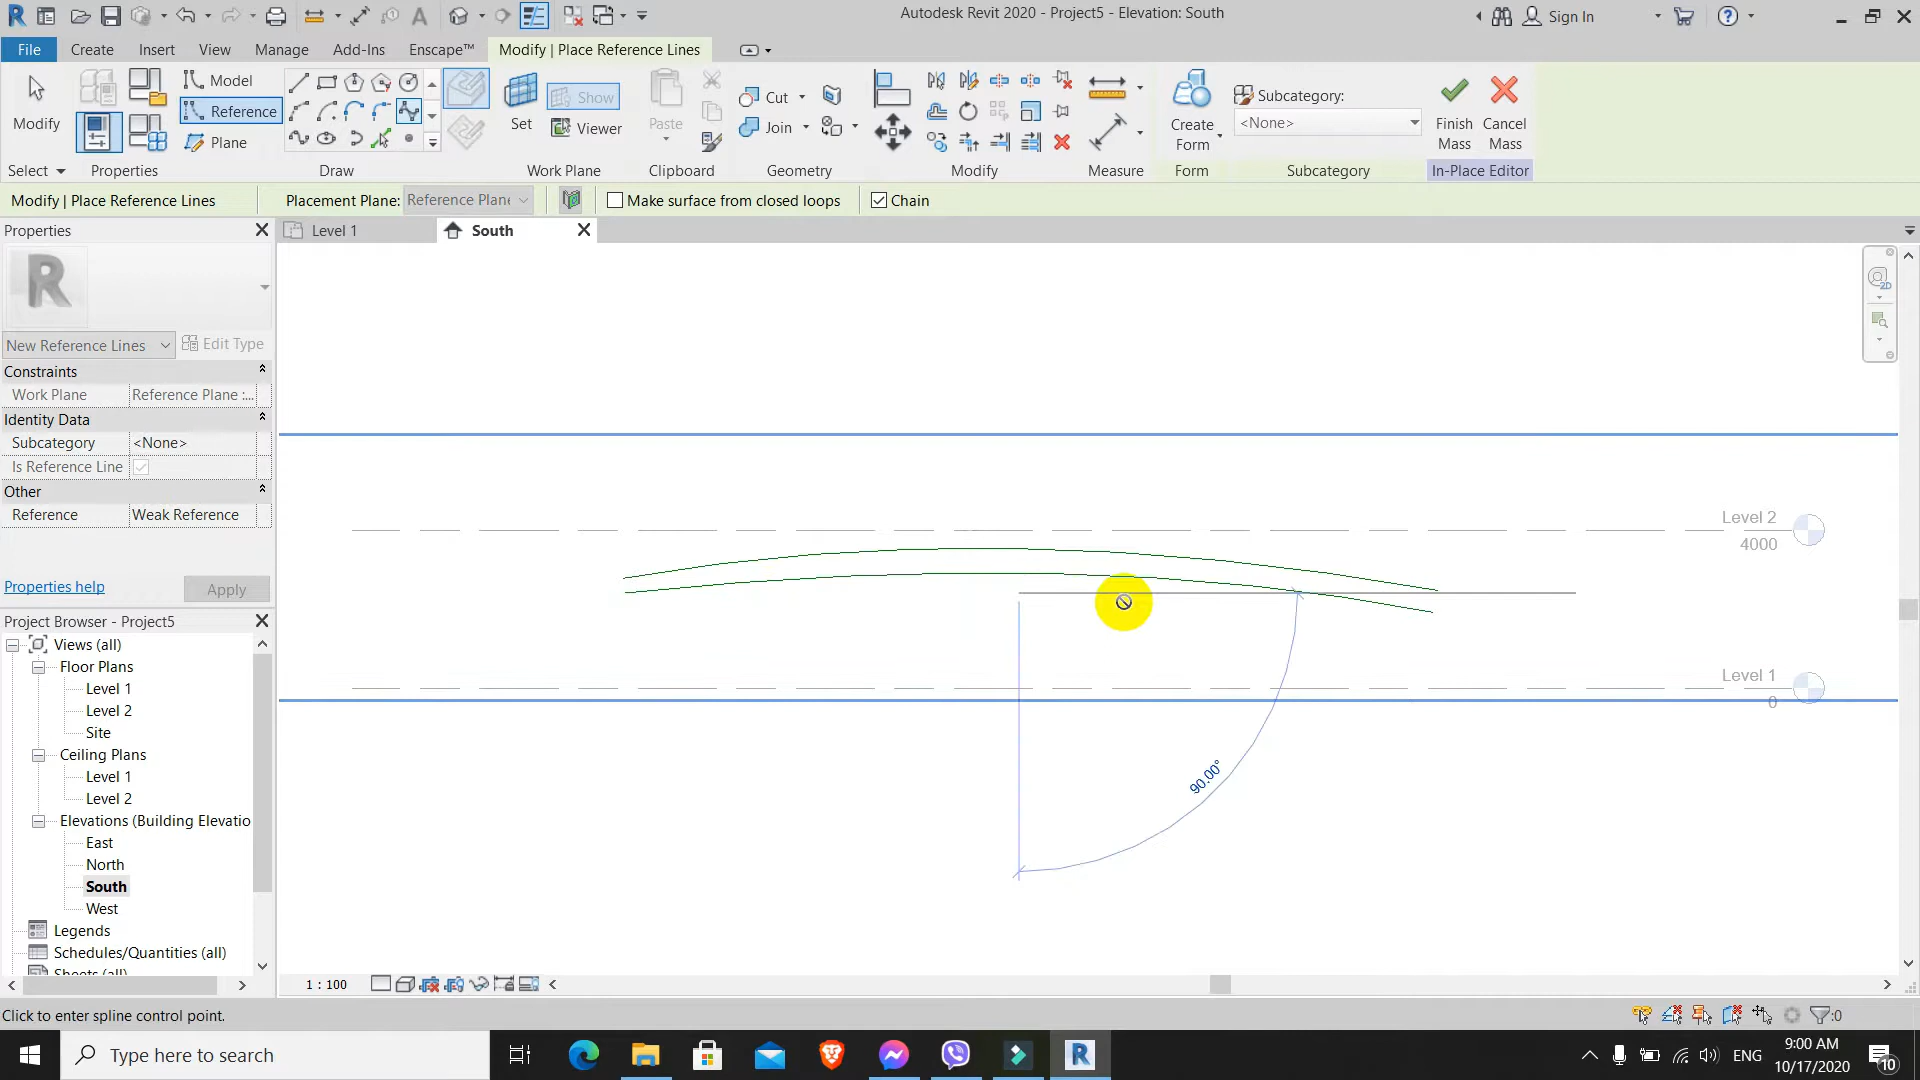 Autodesk Revit 2020 - Project5 - Elevation: South
Sign In
File
Create
Insert
View
Manage
Add-Ins
Enscape™
Modify | Place Reference Lines
Modify
Model
Reference
Plane
Set
Show
Viewer
Paste
Cut
Join
Create
Form
Subcategory:
<None>
Finish
Mass
Cancel
Mass
Select
Properties
Draw
Work Plane
Clipboard
Geometry
Modify
Measure
Form
Subcategory
In-Place Editor
Modify | Place Reference Lines
Placement Plane:
Reference Plane
Make surface from closed loops
Chain
Properties
Level 1
South
R
2D
New Reference Lines
Edit Type
Constraints
Work Plane
Reference Plane :...
Identity Data
Subcategory
<None>
Is Reference Line
Other
Reference
Weak Reference
Properties help
Apply
Level 2
4000
Level 1
0
90.00°
Project Browser - Project5
Views (all)
Floor Plans
Level 1
Level 2
Site
Ceiling Plans
Level 1
Level 2
Elevations (Building Elevatio
East
North
South
West
Legends
Schedules/Quantities (all)
Sheets (all)
1 : 100
Click to enter spline control point.
:0
Type here to search
ENG
9:00 AM
10/17/2020
10